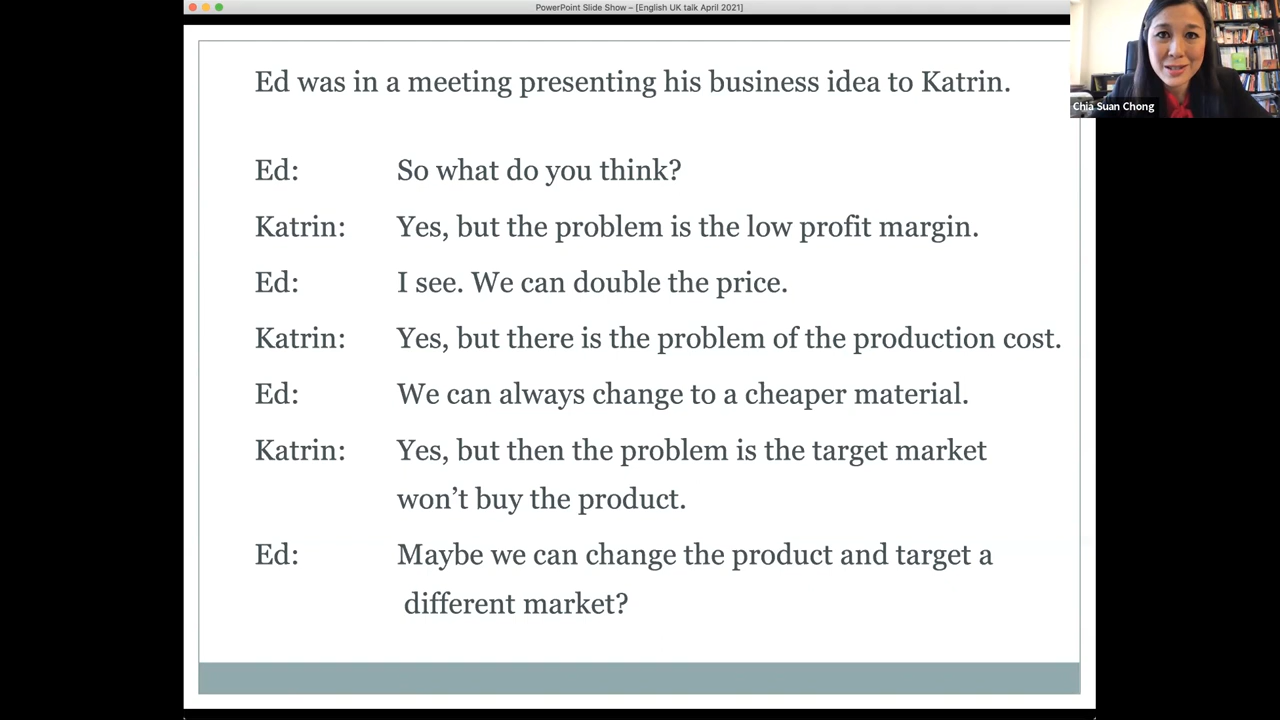 PowerPoint Slide Show – [English UK talk April 2021]
Ed was in a meeting presenting his business idea to Katrin.
Chia Suan Chong
Ed: So what do you think?
Katrin: Yes, but the problem is the low profit margin.
Ed: I see. We can double the price.
Katrin: Yes, but there is the problem of the production cost.
Ed: We can always change to a cheaper material.
Katrin: Yes, but then the problem is the target market
won’t buy the product.
Ed: Maybe we can change the product and target a
different market?